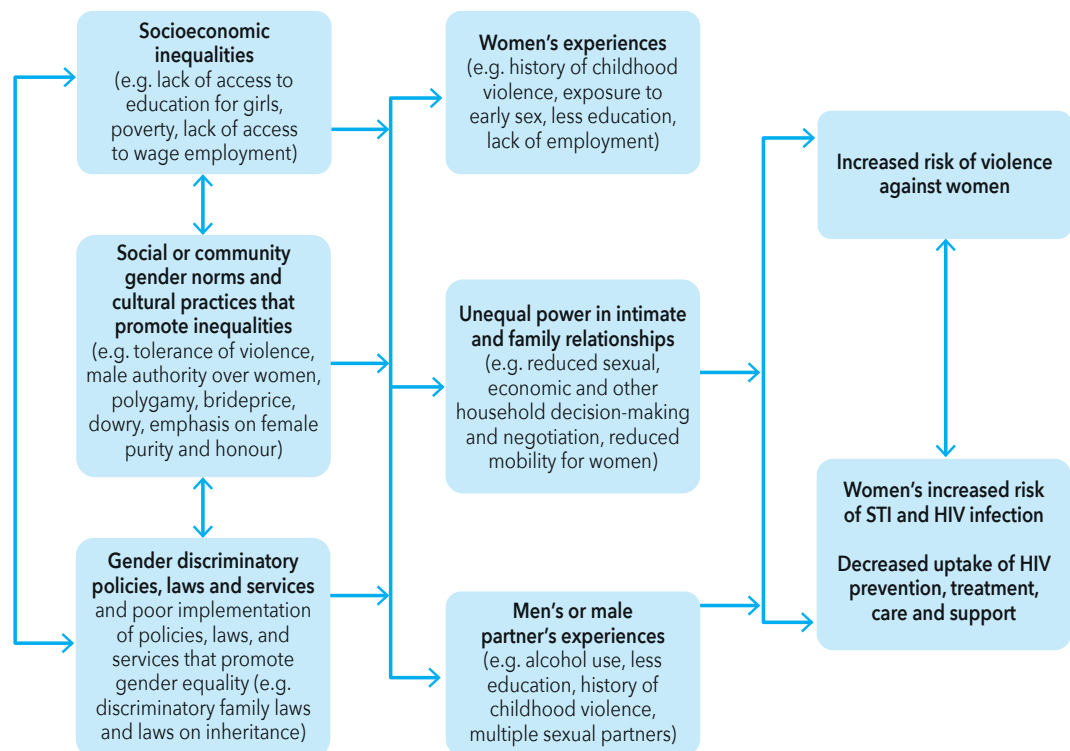 Socioeconomic
inequalities
(e.g. lack of access to
education for girls,
poverty, lack of access
to wage employment)
Social or community
gender norms and
cultural practices that
promote inequalities
(e.g. tolerance of violence,
male authority over women,
polygamy, brideprice,
dowry, emphasis on female
purity and honour)
Gender discriminatory
policies, laws and services
and poor implementation
of policies, laws, and
services that promote
gender equality (e.g.
discriminatory family laws
and laws on inheritance)
Women's experiences
(e.g. history of childhood
violence, exposure to
early sex, less education,
lack of employment)
Unequal power in intimate
and family relationships
(e.g. reduced sexual,
economic and other
household decision-making
and negotiation, reduced
mobility for women)
Men's or male
partner's experiences
(e.g. alcohol use, less
education, history of
childhood violence,
multiple sexual partners)
Increased risk of violence
against women
Women's increased risk
of STI and HIV infection
Decreased uptake of HIV
prevention, treatment,
care and support